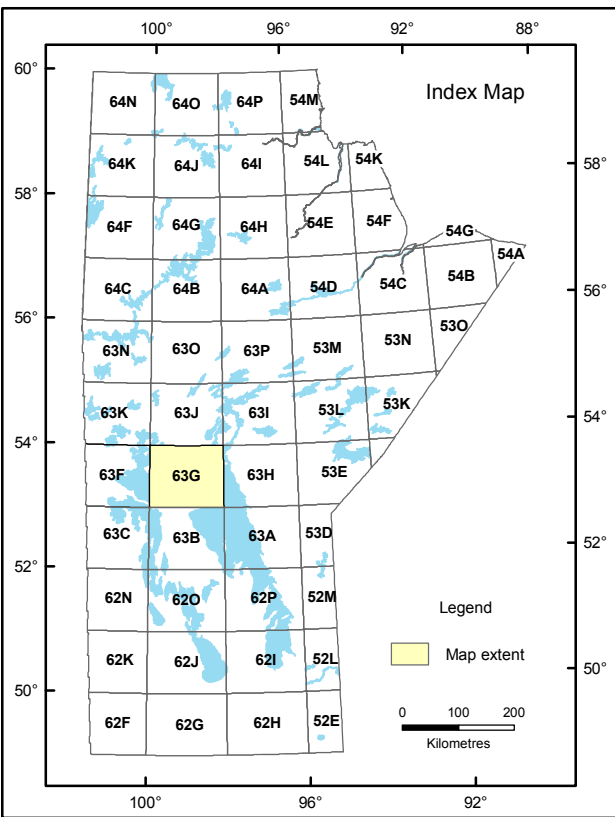 100° 96° 92° 88°
60°
Index Map
64N 64O 64P 54M
64K 64J 64I 54L 54K
58° 58°
64F 64G 64H 54E 54F 54G
54A
64C 64B 64A 54D 54C 54B
56° 56°
63N 63O 63P 53M 53N 53O
63K 63J 63I 53L 53K
54° 54°
63F 63G 63H 53E
63C 63B 63A 53D
52° 52°
62N 62O 62P 52M
Legend
Map extent
62K 62J 62I 52L
50° 50°
62F 62G 62H 52E
0 100 200
Kilometres
100° 96° 92°